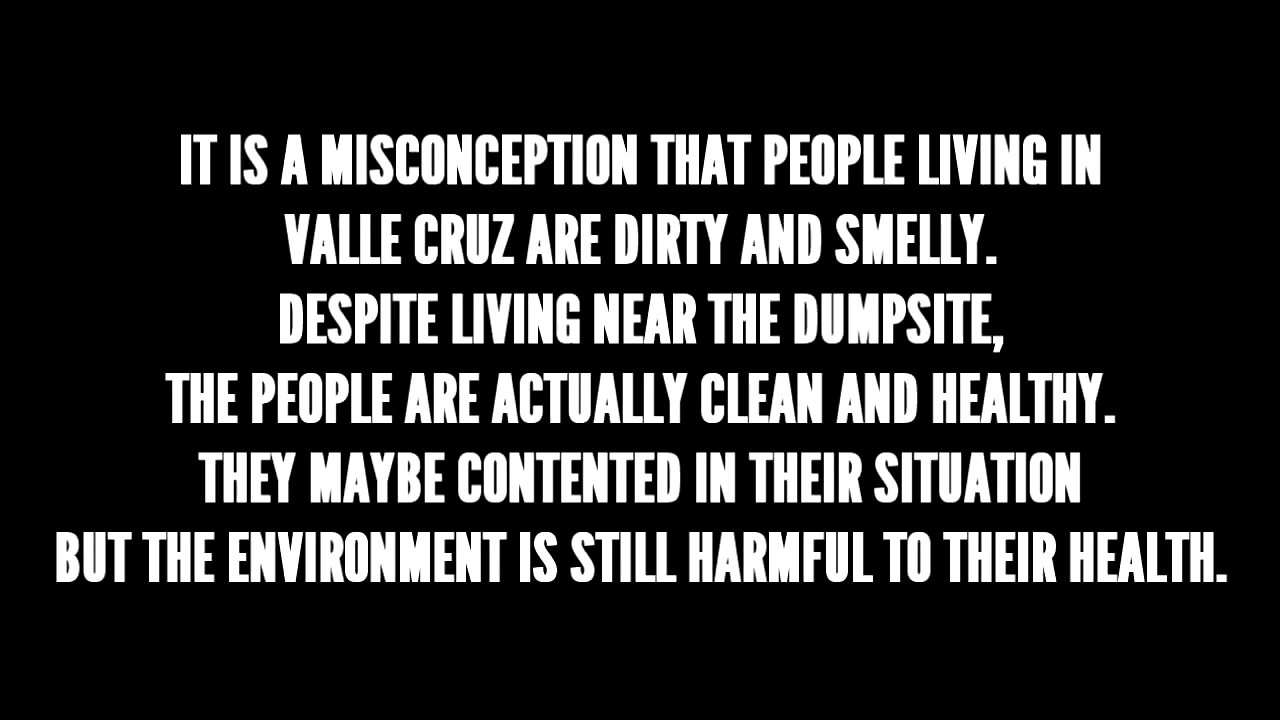 IT IS A MISCONCEPTION THAT PEOPLE LIVING IN
VALLE CRUZ ARE DIRTY AND SMELLY.
DESPITE LIVING NEAR THE DUMPSITE,
THE PEOPLE ARE ACTUALLY CLEAN AND HEALTHY.
THEY MAYBE CONTENTED IN THEIR SITUATION
BUT THE ENVIRONMENT IS STILL HARMFUL TO THEIR HEALTH.